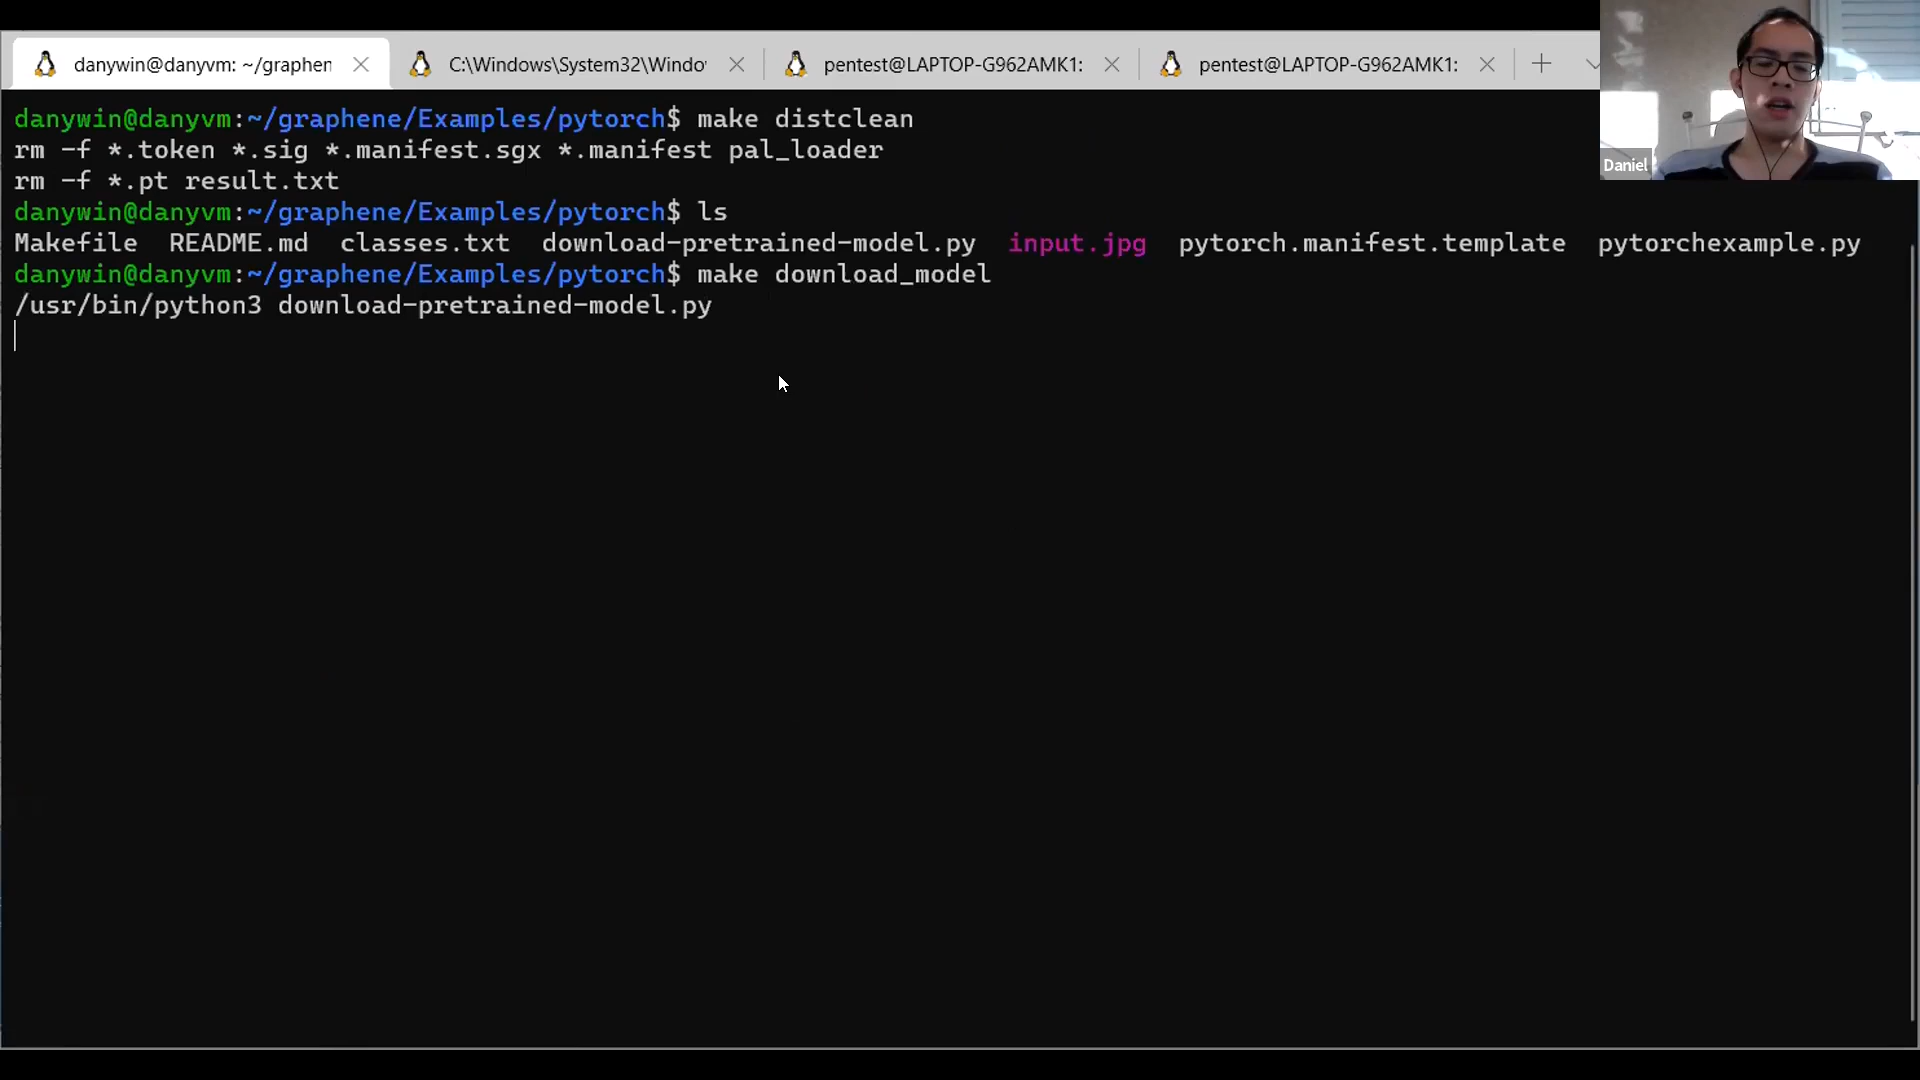 danywin@danyvm: ~/graphen
C:\Windows\System32\Windo
pentest@LAPTOP-G962AMK1:
pentest@LAPTOP-G962AMK1:
Daniel
danywin@danyvm:~/graphene/Examples/pytorch$ make distclean
rm -f *.token *.sig *.manifest.sgx *.manifest pal_loader
rm -f *.pt result.txt
danywin@danyvm:~/graphene/Examples/pytorch$ ls
Makefile  README.md  classes.txt  download-pretrained-model.py  input.jpg  pytorch.manifest.template  pytorchexample.py
danywin@danyvm:~/graphene/Examples/pytorch$ make download_model
/usr/bin/python3 download-pretrained-model.py